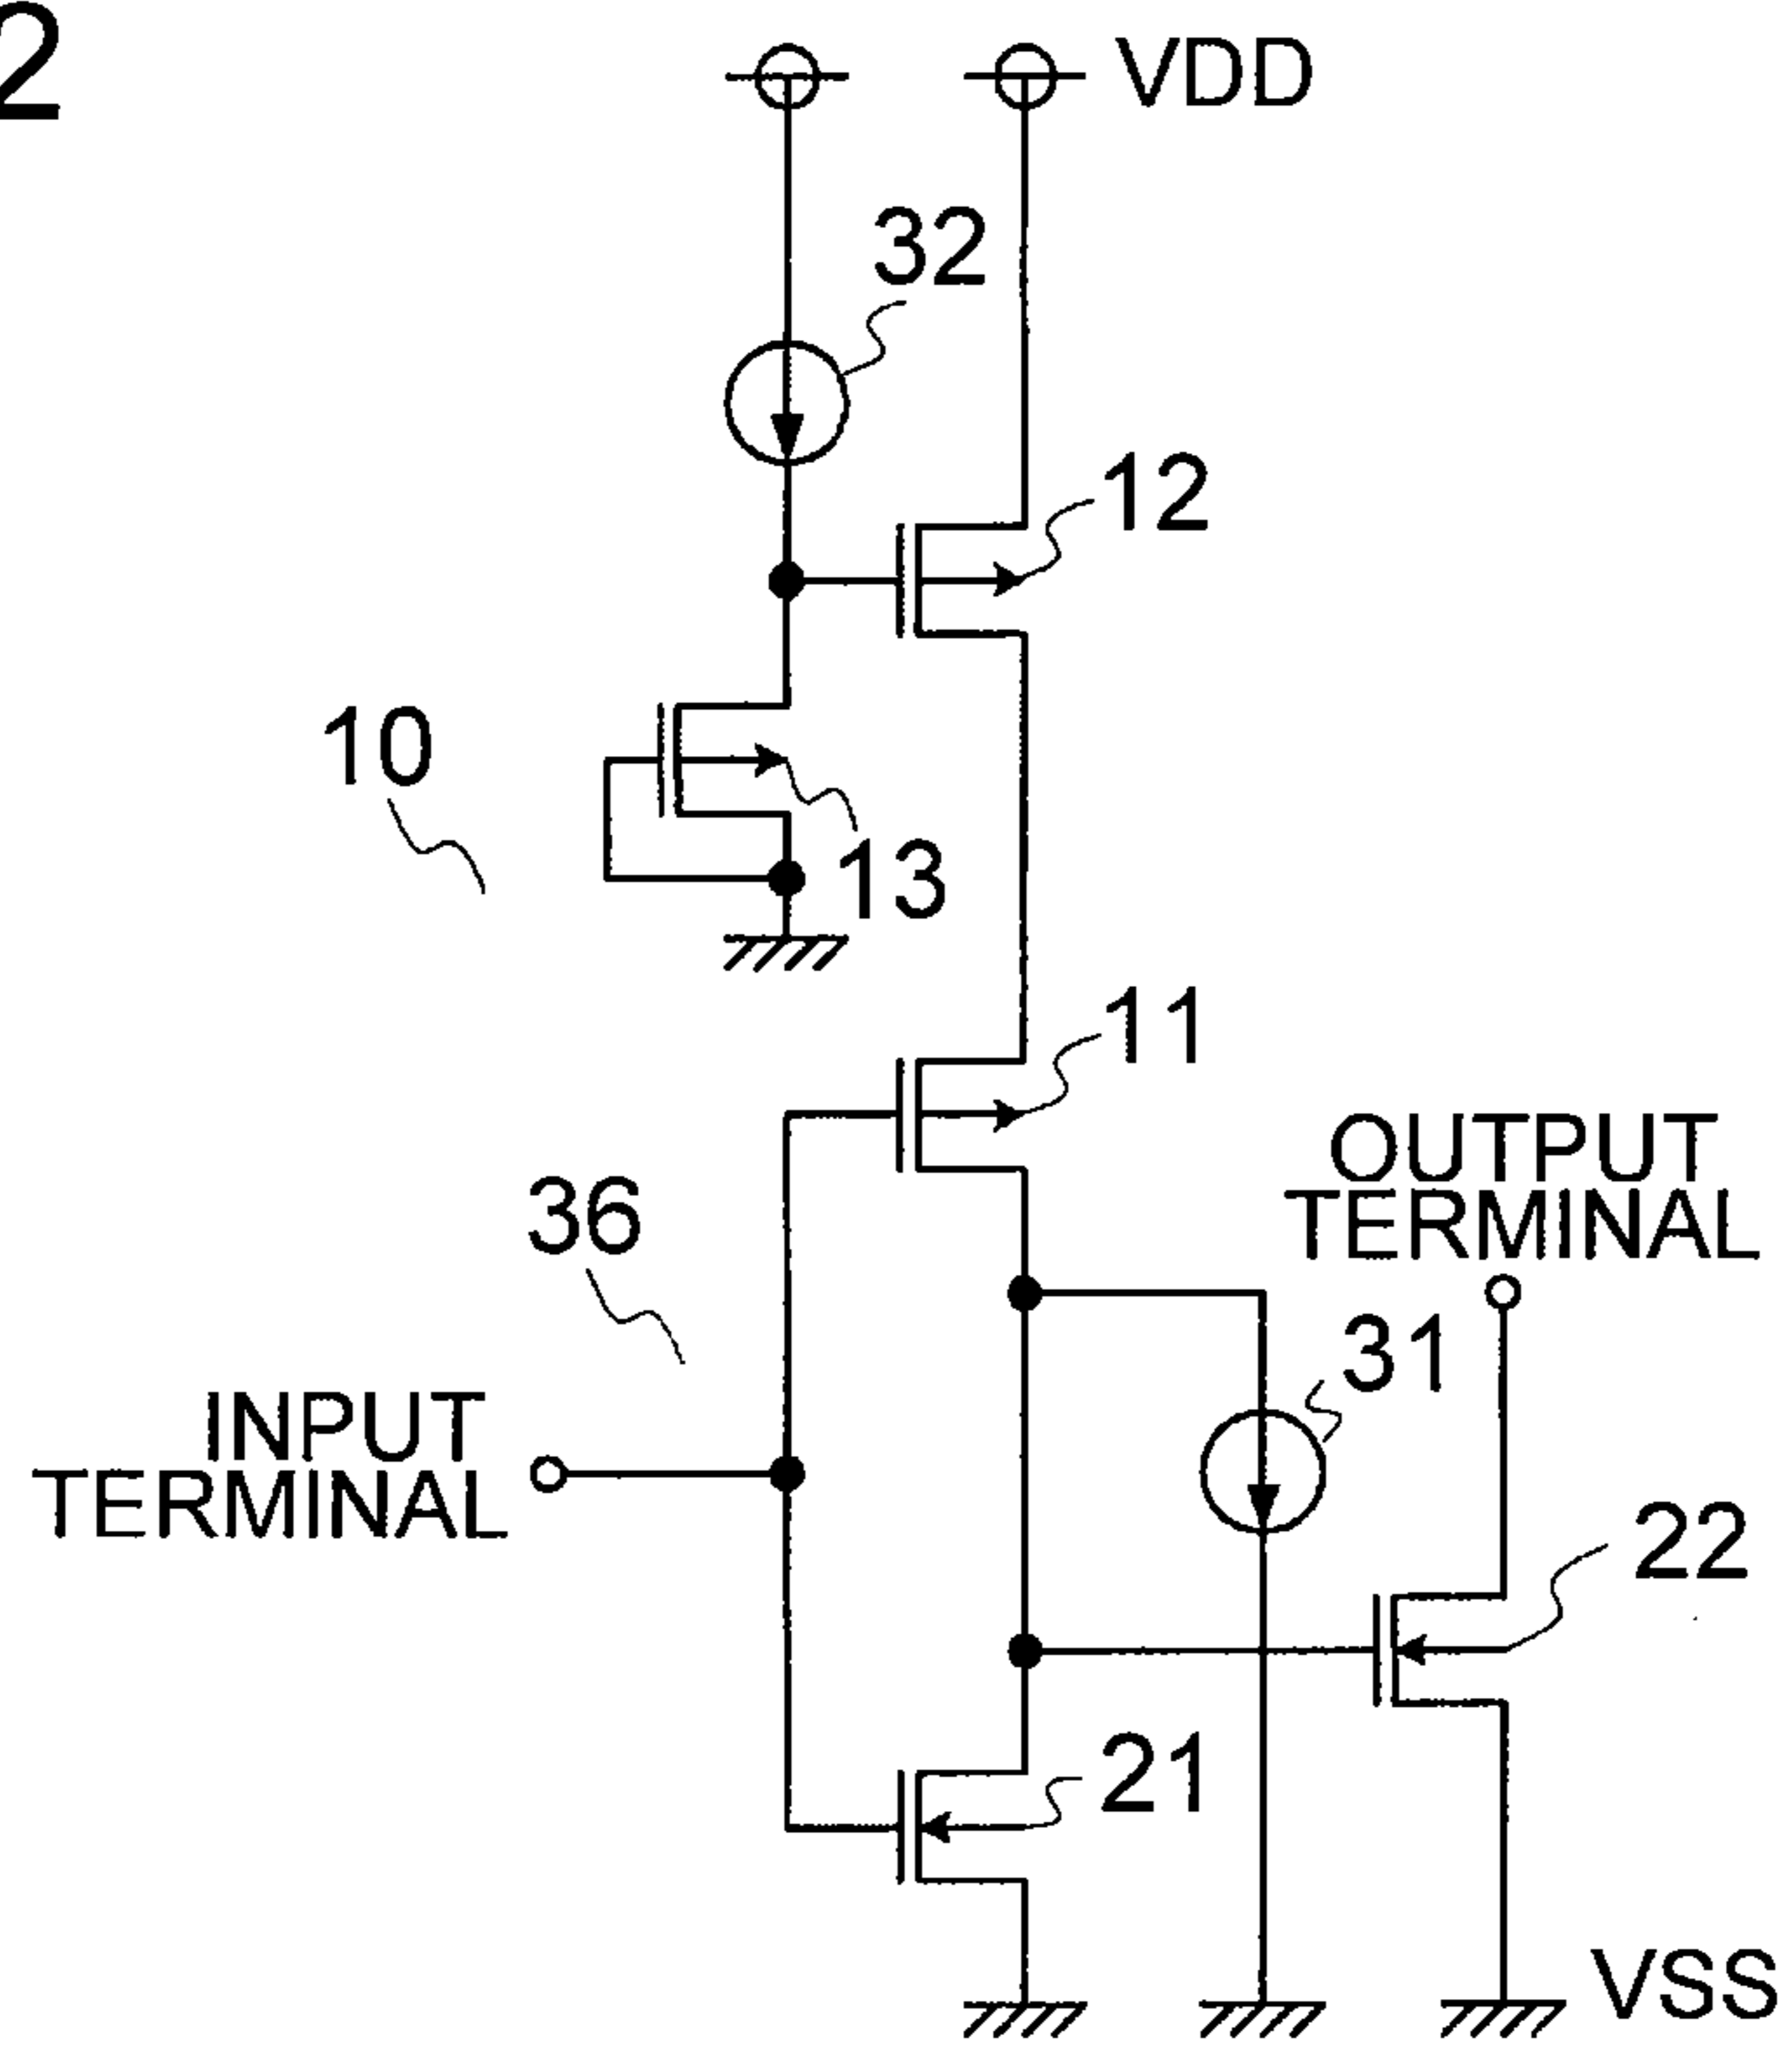 2
VDD
32
12
10
13
11
OUTPUT
TERMINAL
36
31
INPUT
TERMINAL
22
21
VSS